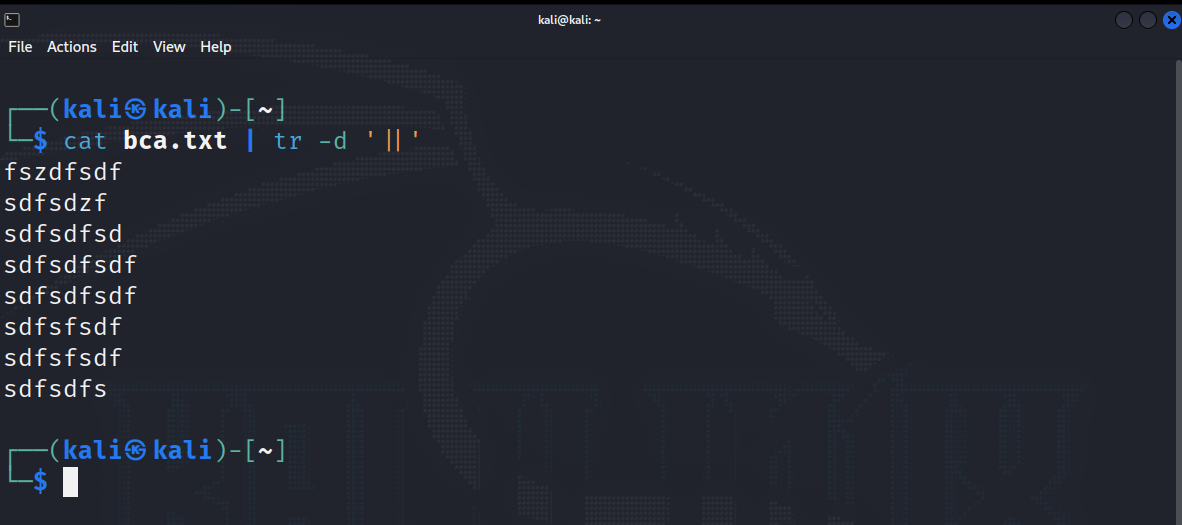 kali@kali: ~
File Actions Edit View Help
┌──(kali㉿kali)-[~]
└─$ cat bca.txt | tr -d '||'
fszdfsdf
sdfsdzf
sdfsdfsd
sdfsdfsdf
sdfsdfsdf
sdfsfsdf
sdfsfsdf
sdfsdfs
┌──(kali㉿kali)-[~]
└─$